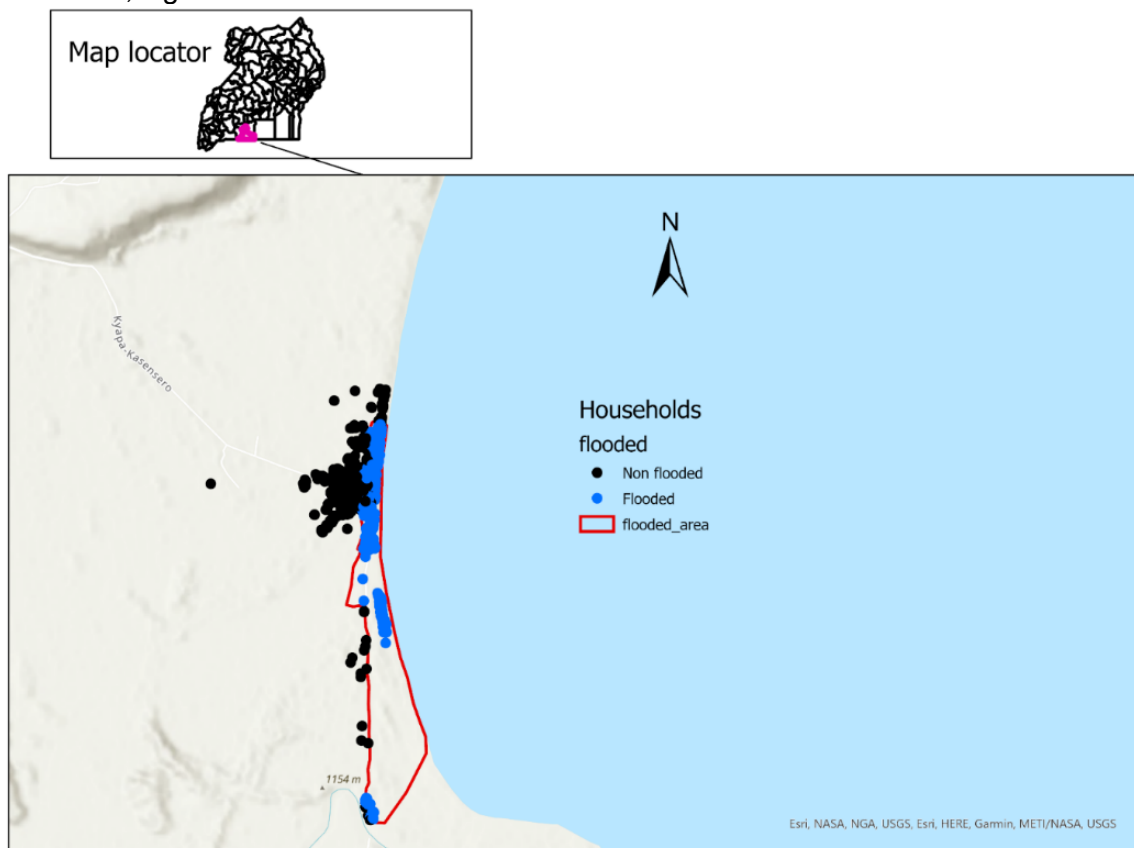 Map locator
N
Kyapa-Kasensero
Households
flooded
Non flooded
Flooded
flooded_area
1154 m
Esri, NASA, NGA, USGS, Esri, HERE, Garmin, METI/NASA, USGS